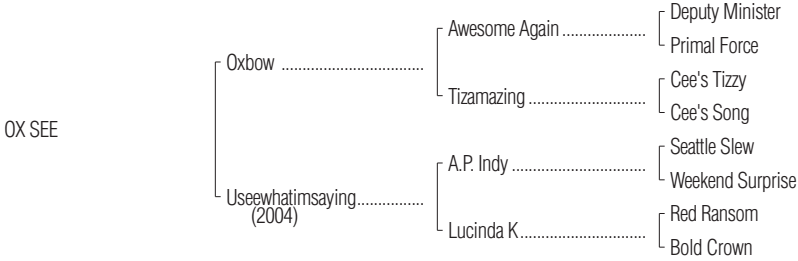 Deputy Minister
Awesome Again ....................
Primal Force
Oxbow .................................
Cee's Tizzy
Tizamazing ............................
Cee's Song
OX SEE
Seattle Slew
A.P. Indy ................................
Weekend Surprise
Useewhatimsaying................
(2004)
Red Ransom
Lucinda K..............................
Bold Crown